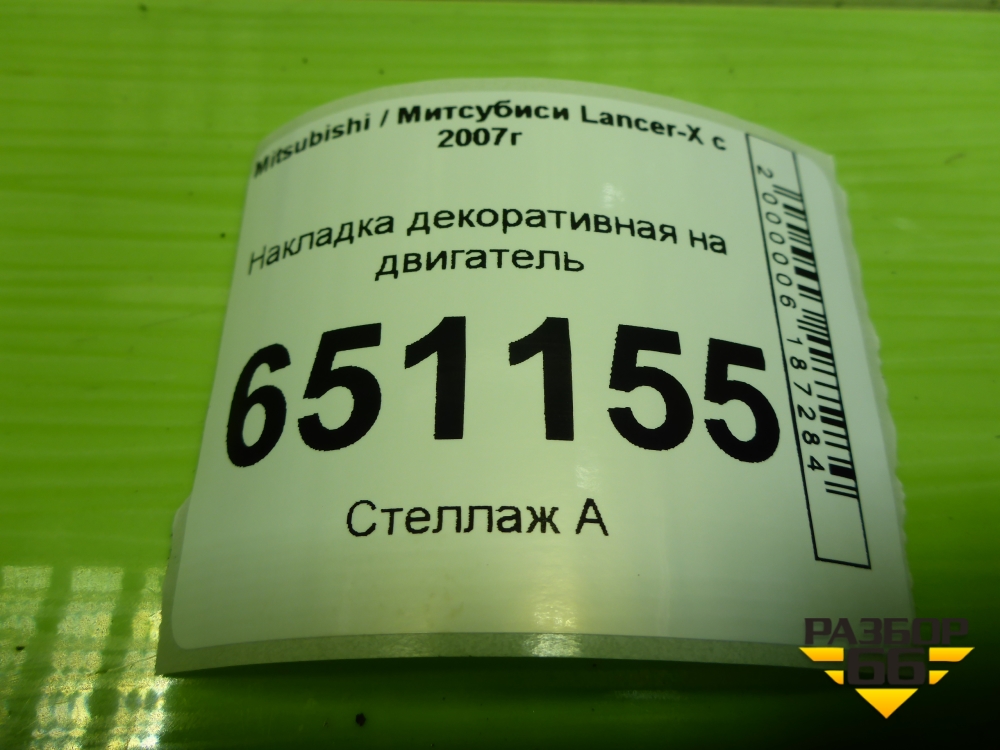 Mitsubishi / Митсубиси Lancer-X с
2007г
Накладка декоративная на
двигатель
651155
Стеллаж А
2000006187284
РАЗБОР
66